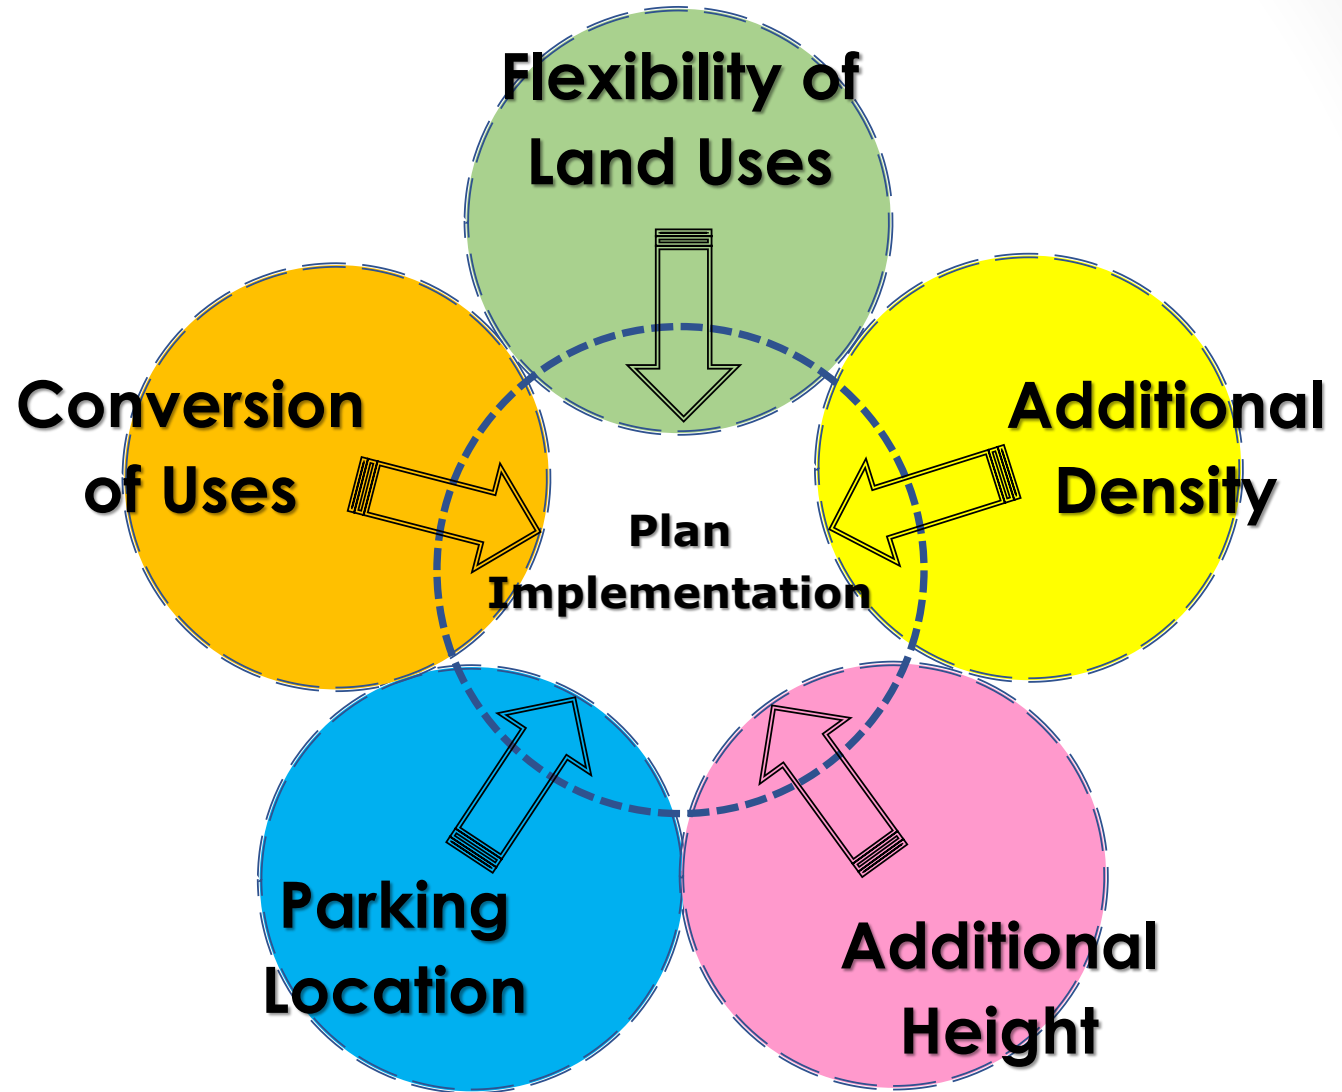 Flexibility of
Land Uses
Conversion
of Uses
Additional
Density
Plan
Implementation
Parking
Location
Additional
Height